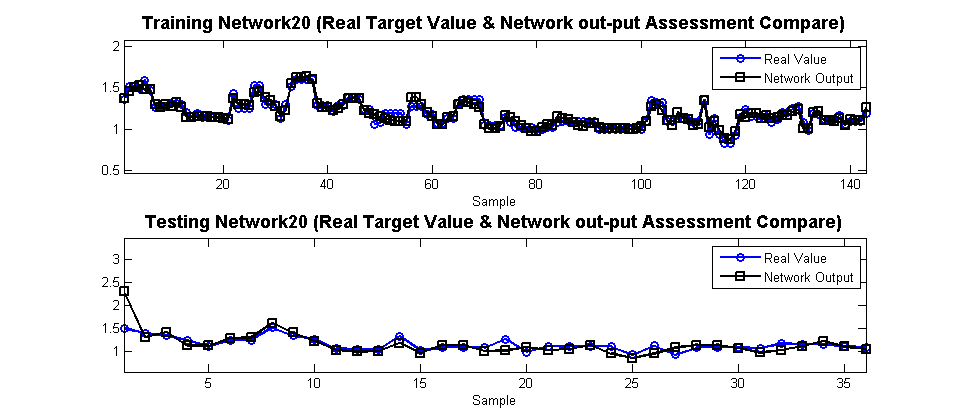 Training Network20 (Real Target Value & Network out-put Assessment Compare)
2
1.5
1
0.5
Real Value
Network Output
20 40 60 80 100 120 140
Sample
Testing Network20 (Real Target Value & Network out-put Assessment Compare)
3
2.5
2
1.5
1
Real Value
Network Output
5 10 15 20 25 30 35
Sample